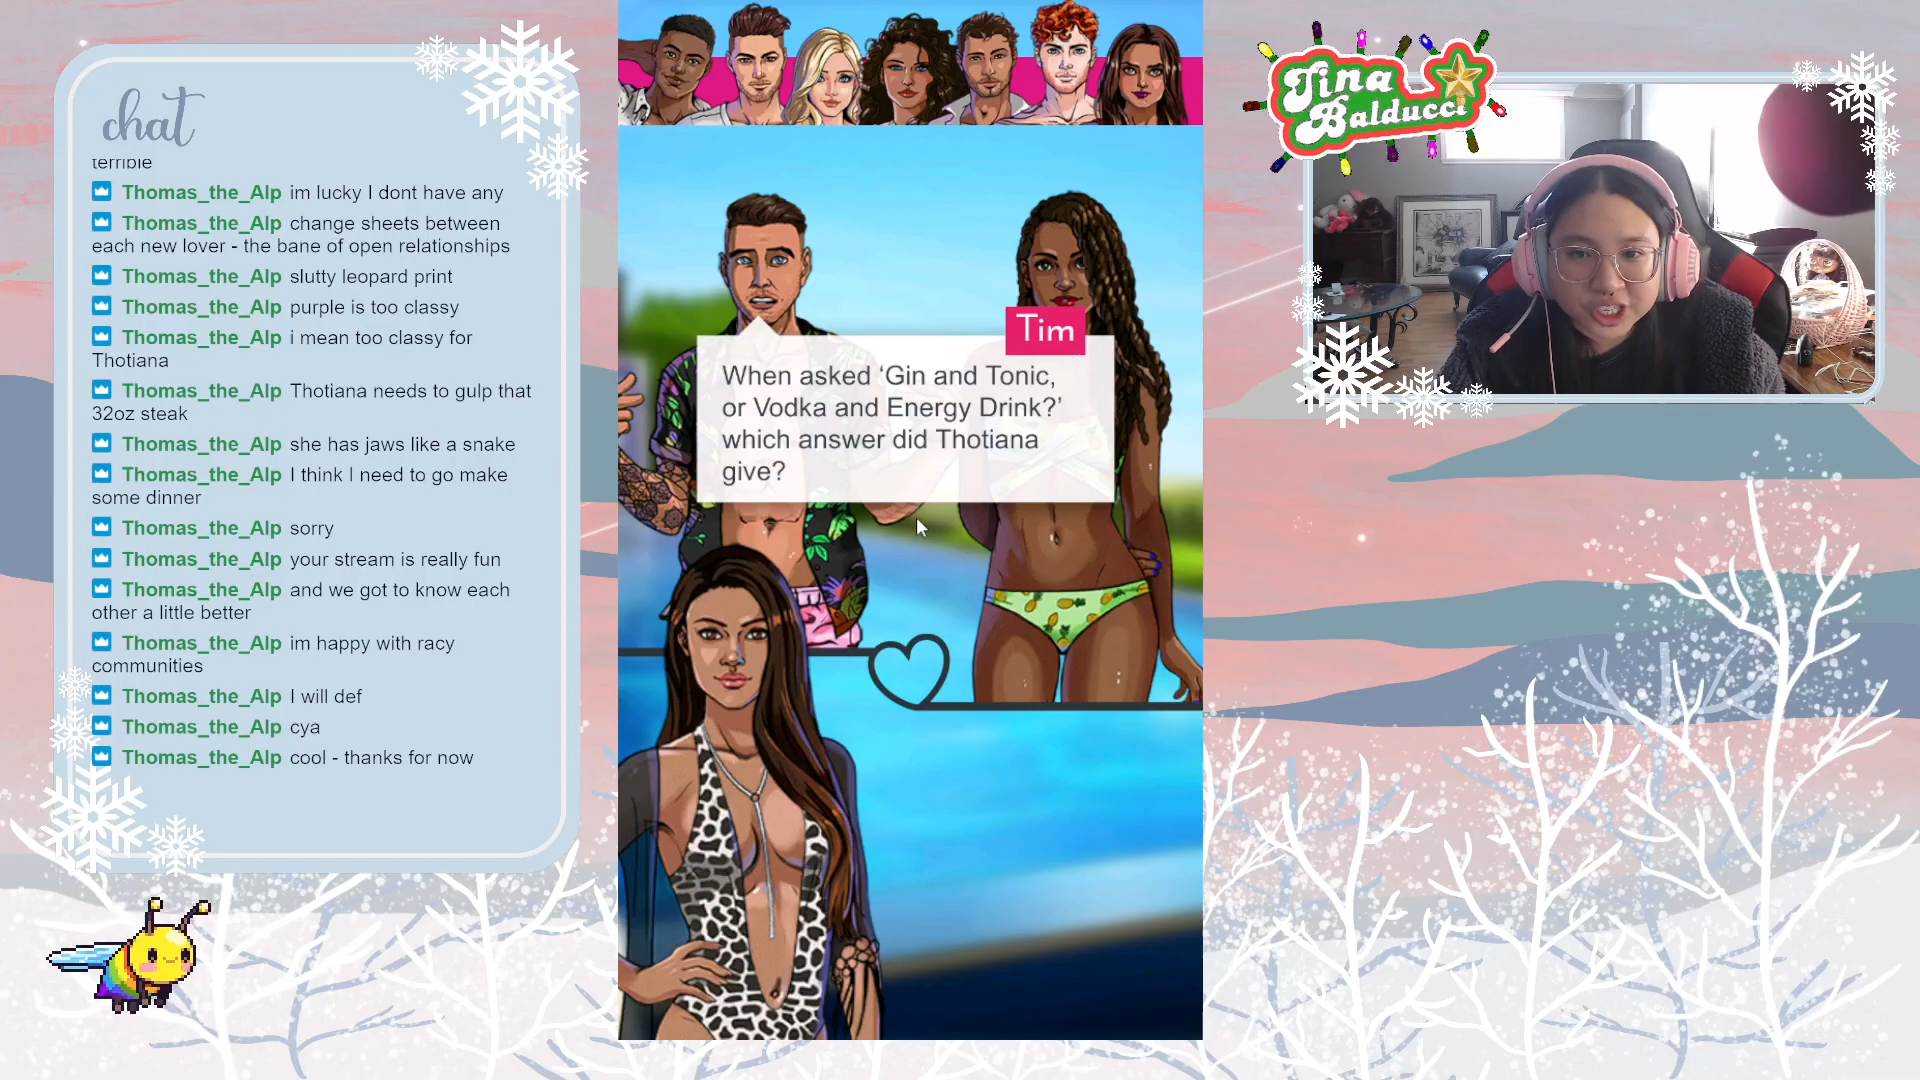 chat
terrible
Thomas_the_Alp im lucky I dont have any
Thomas_the_Alp change sheets between
each new lover - the bane of open relationships
Thomas_the_Alp slutty leopard print
Thomas_the_Alp purple is too classy
Thomas_the_Alp i mean too classy for
Thotiana
Thomas_the_Alp Thotiana needs to gulp that
32oz steak
Thomas_the_Alp she has jaws like a snake
Thomas_the_Alp I think I need to go make
some dinner
Thomas_the_Alp sorry
Thomas_the_Alp your stream is really fun
Thomas_the_Alp and we got to know each
other a little better
Thomas_the_Alp im happy with racy
communities
Thomas_the_Alp I will def
Thomas_the_Alp cya
Thomas_the_Alp cool - thanks for now
Tim
When asked ‘Gin and Tonic,
or Vodka and Energy Drink?’
which answer did Thotiana
give?
Tina
Balducci